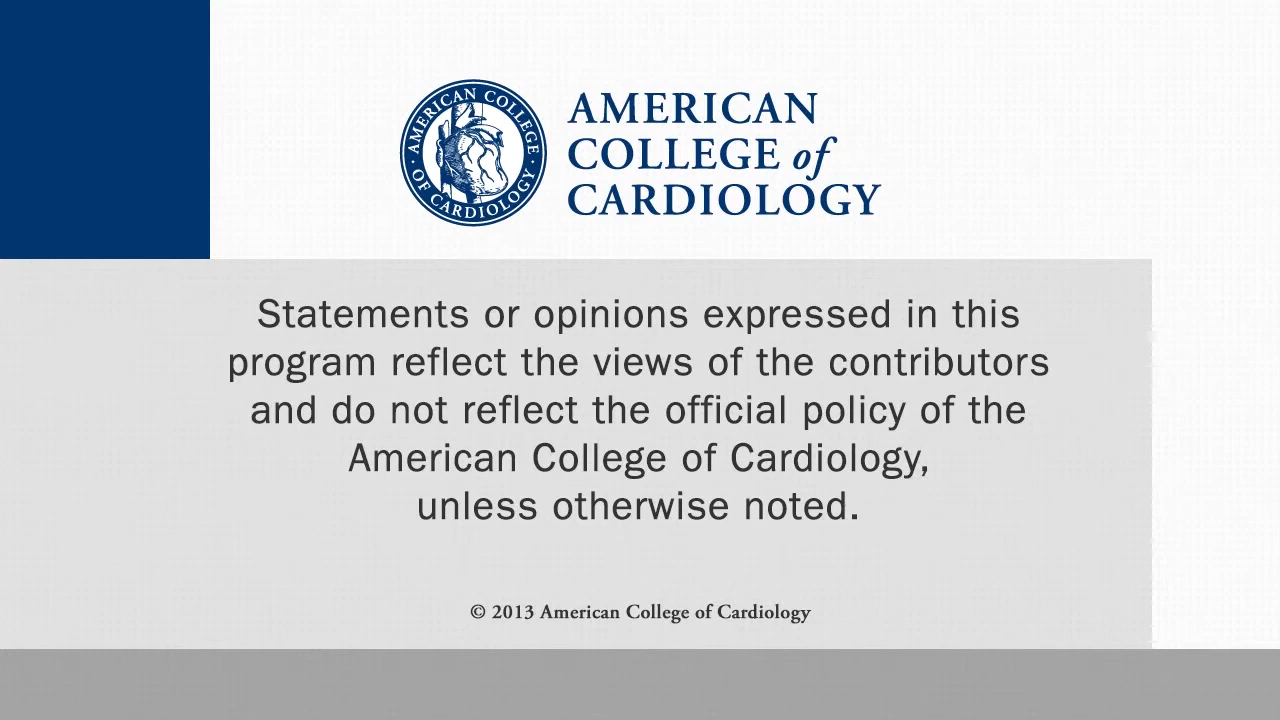 AMERICAN COLLEGE
OF CARDIOLOGY
AMERICAN
COLLEGE of
CARDIOLOGY
Statements or opinions expressed in this
program reflect the views of the contributors
and do not reflect the official policy of the
American College of Cardiology,
unless otherwise noted.
© 2013 American College of Cardiology